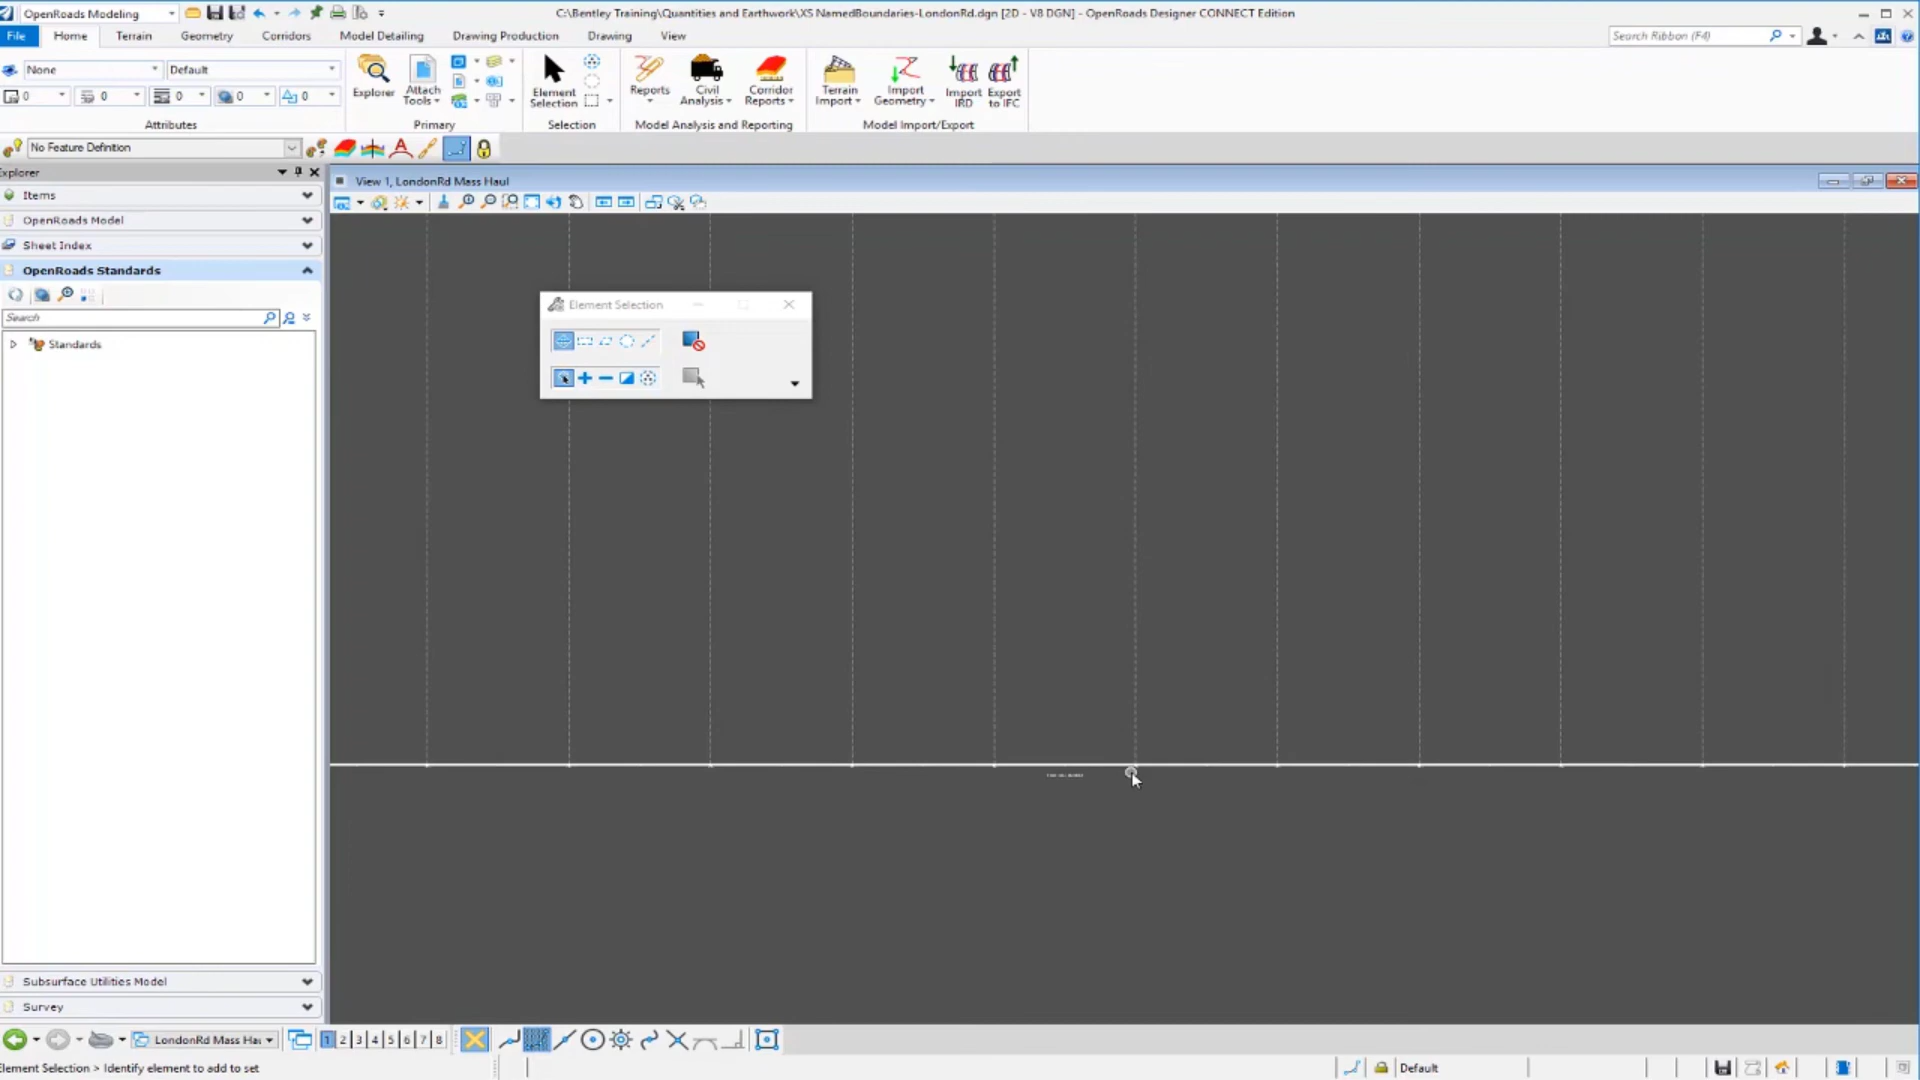 OpenRoads Modeling
C:\Bentley Training\Quantities and Earthwork\XS NamedBoundaries-LondonRd.dgn [2D - V8 DGN] - OpenRoads Designer CONNECT Edition
File Home Terrain Geometry Corridors Model Detailing Drawing Production Drawing View
Search Ribbon (F4)
None Default
0 0 0 0 0
Explorer Attach Tools Element Selection Reports Civil Analysis Corridor Reports Terrain Import Import Geometry Import IRD Export to IFC
Attributes Primary Selection Model Analysis and Reporting Model Import/Export
No Feature Definition
Explorer
View 1, LondonRd Mass Haul
Items
OpenRoads Model
Sheet Index
OpenRoads Standards
Search
Standards
Element Selection
Subsurface Utilities Model
Survey
LondonRd Mass Hau 1 2 3 4 5 6 7 8
Element Selection > Identify element to add to set
Default